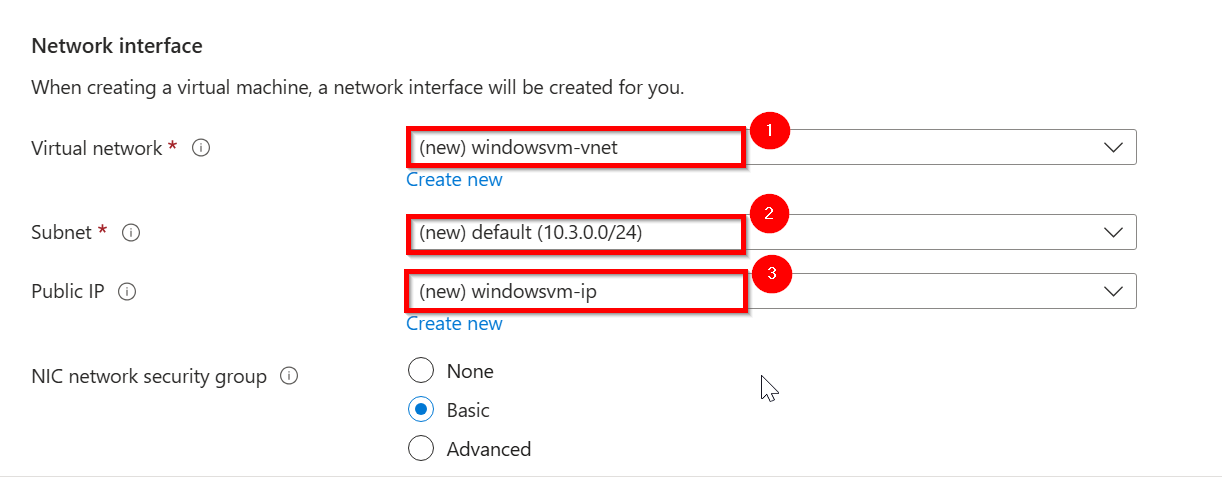 Network interface
When creating a virtual machine, a network interface will be created for you.
Virtual network * (new) windowsvm-vnet 1
Create new
Subnet * (new) default (10.3.0.0/24) 2
Public IP (new) windowsvm-ip 3
Create new
NIC network security group None
Basic
Advanced